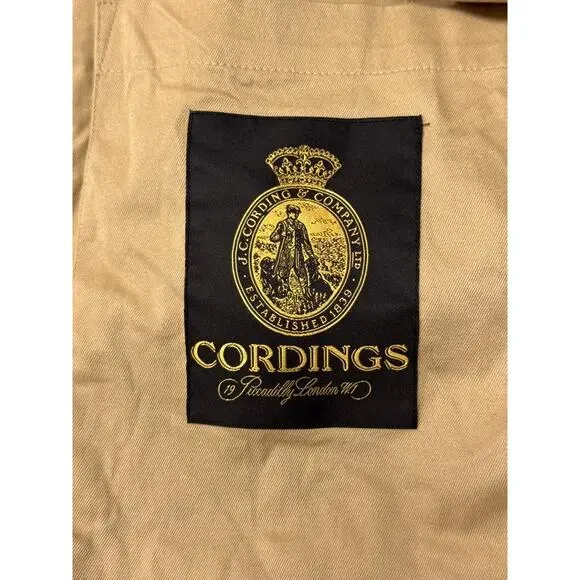 · J.C. CORDING & COMPANY LTD ·
ESTABLISHED 1839
CORDINGS
19 Piccadilly London W1